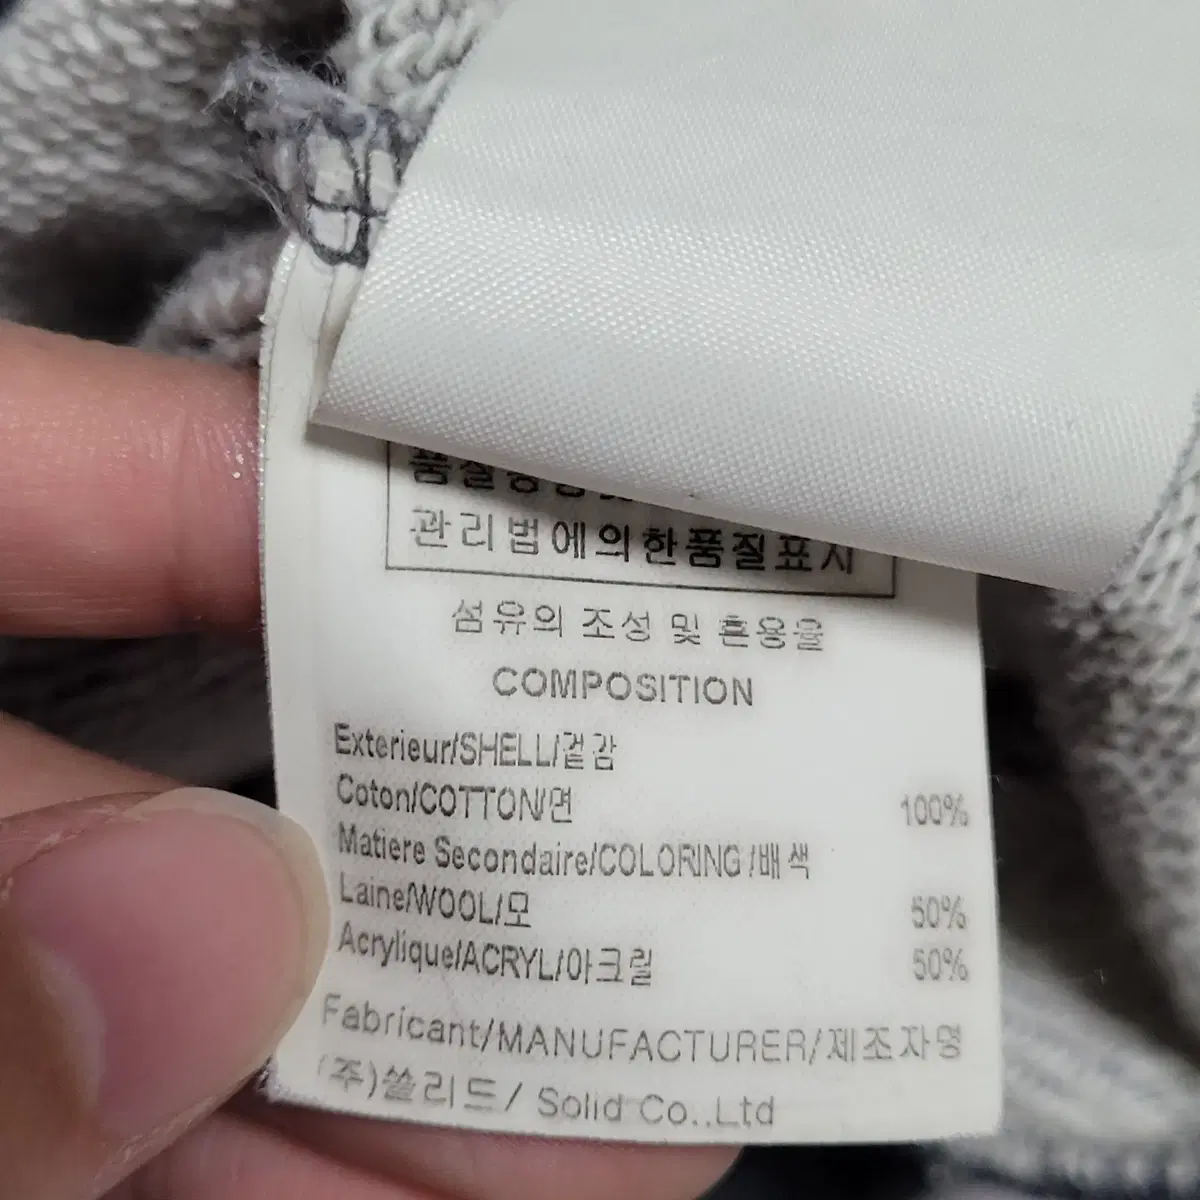 관리법에의한품질표시
섬유의 조성 및 혼용율
COMPOSITION
Exterieur/SHELL/겉감
Coton/COTTON/면 100%
Matiere Secondaire/COLORING/배색
Laine/WOOL/모 50%
Acrylique/ACRYL/아크릴 50%
Fabricant/MANUFACTURER/제조자명
(주)쏠리드/ Solid Co.,Ltd